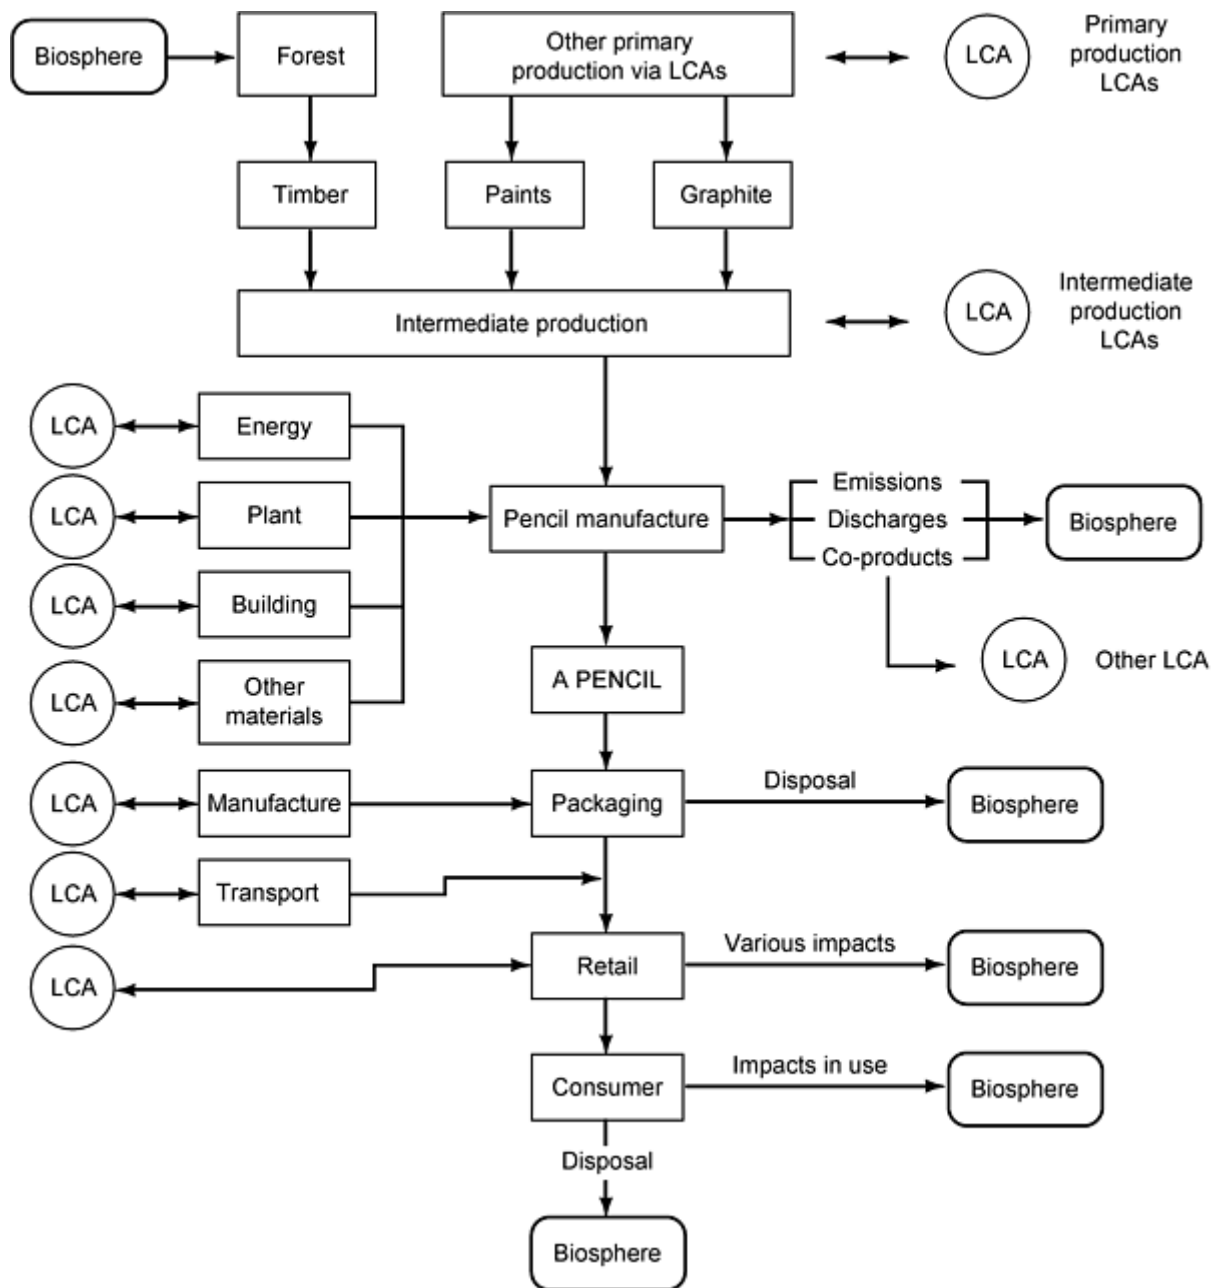 Biosphere
Forest
Other primary
production via LCAs
LCA
Primary
production
LCAs
Timber
Paints
Graphite
Intermediate production
LCA
Intermediate
production
LCAs
LCA
Energy
LCA
Plant
Pencil manufacture
Emissions
Discharges
Co-products
Biosphere
LCA
Building
LCA
Other
materials
A PENCIL
LCA
Other LCA
LCA
Manufacture
Packaging
Disposal
Biosphere
LCA
Transport
LCA
Retail
Various impacts
Biosphere
Consumer
Impacts in use
Biosphere
Disposal
Biosphere